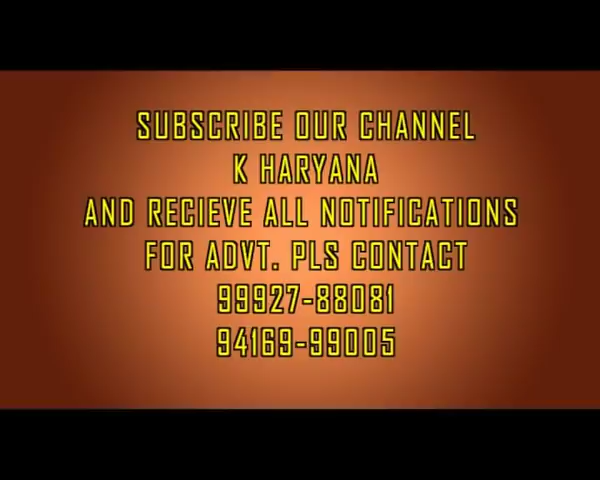 SUBSCRIBE OUR CHANNEL
K HARYANA
AND RECIEVE ALL NOTIFICATIONS
FOR ADVT. PLS CONTACT
99927-88081
94169-99005